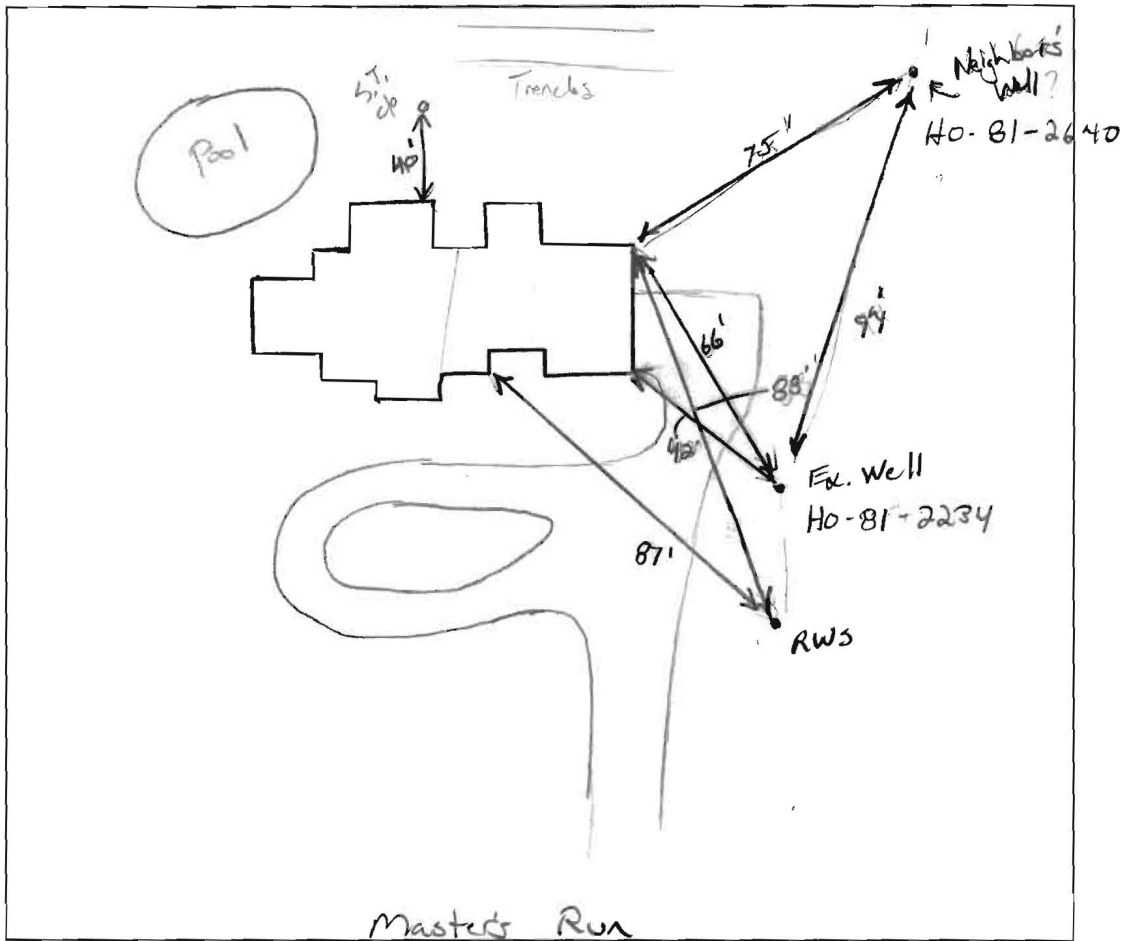 Neighbor's
Well?
HO-81-2640
Trenches
Pool
40'
75'
94'
66'
88'
42'
Ex. Well
HO-81-2234
87'
RWS
Master's Run